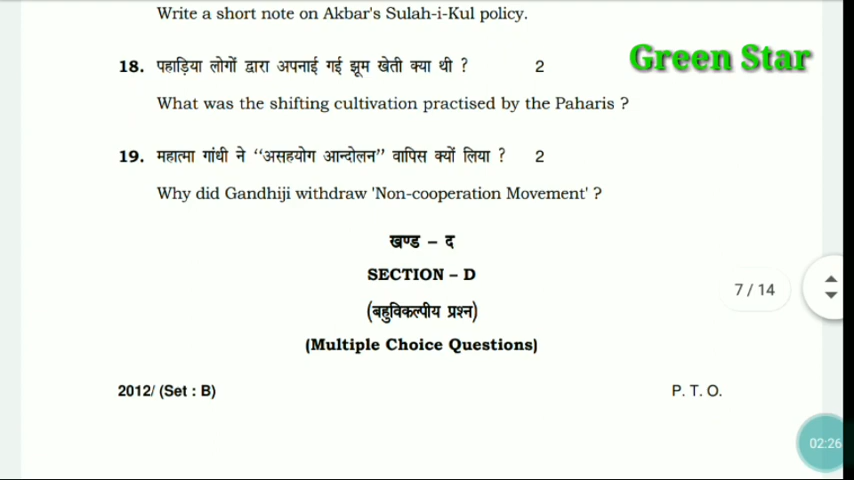 Write a short note on Akbar's Sulah-i-Kul policy.
18. पहाड़िया लोगों द्वारा अपनाई गई झूम खेती क्या थी ? 2
Green Star
What was the shifting cultivation practised by the Paharis ?
19. महात्मा गांधी ने “असहयोग आन्दोलन” वापिस क्यों लिया ? 2
Why did Gandhiji withdraw 'Non-cooperation Movement' ?
खण्ड – द
SECTION – D
7 / 14
(बहुविकल्पीय प्रश्न)
(Multiple Choice Questions)
2012/ (Set : B) P. T. O.
02:26